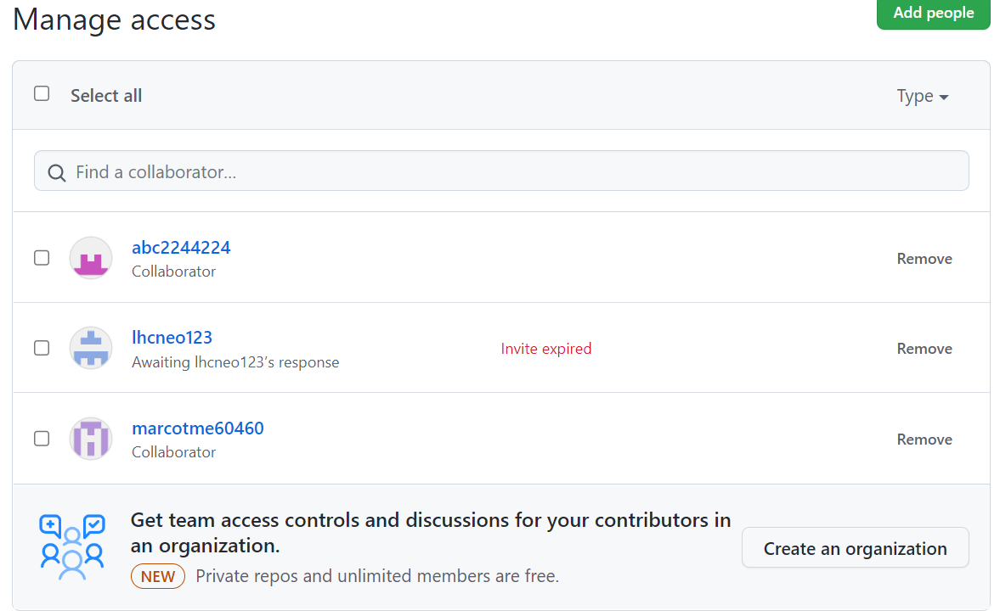 Manage access
Add people
Select all
Type
Find a collaborator...
abc2244224
Collaborator
Remove
lhcneo123
Awaiting lhcneo123’s response
Invite expired
Remove
marcotme60460
Collaborator
Remove
Get team access controls and discussions for your contributors in
an organization.
NEW Private repos and unlimited members are free.
Create an organization